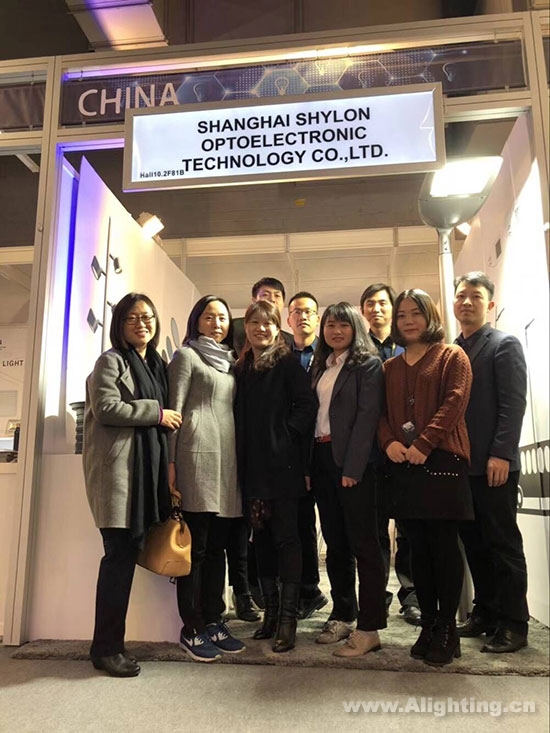 CHINA
SHANGHAI SHYLON
OPTOELECTRONIC
TECHNOLOGY CO.,LTD.
Hall10.2F81B
LIGHT
www.Alighting.cn